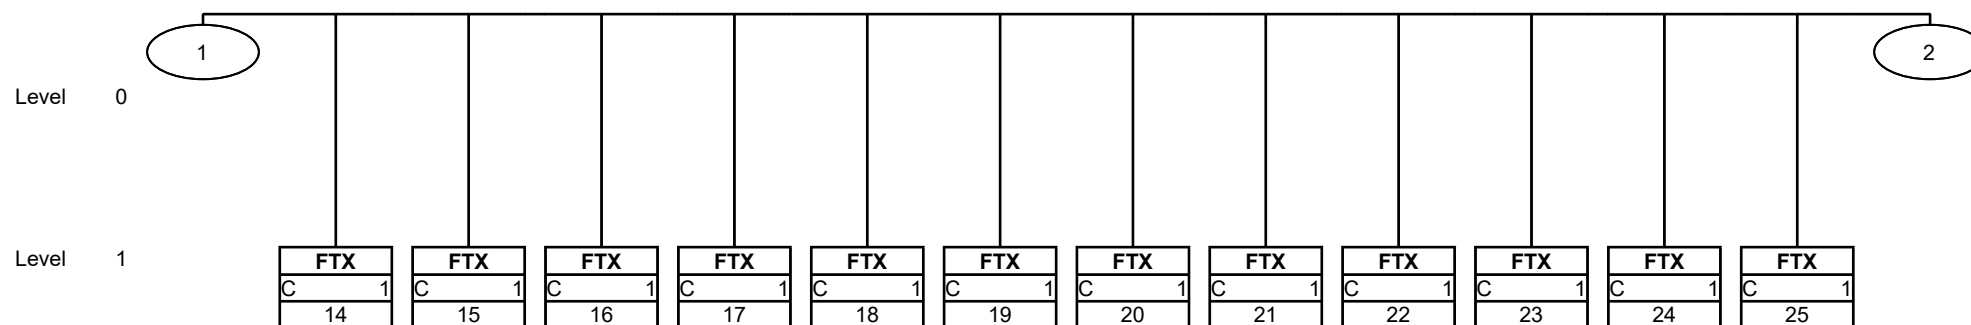 1 2
Level 0
Level 1 FTX FTX FTX FTX FTX FTX FTX FTX FTX FTX FTX FTX
C 1 C 1 C 1 C 1 C 1 C 1 C 1 C 1 C 1 C 1 C 1 C 1
14 15 16 17 18 19 20 21 22 23 24 25